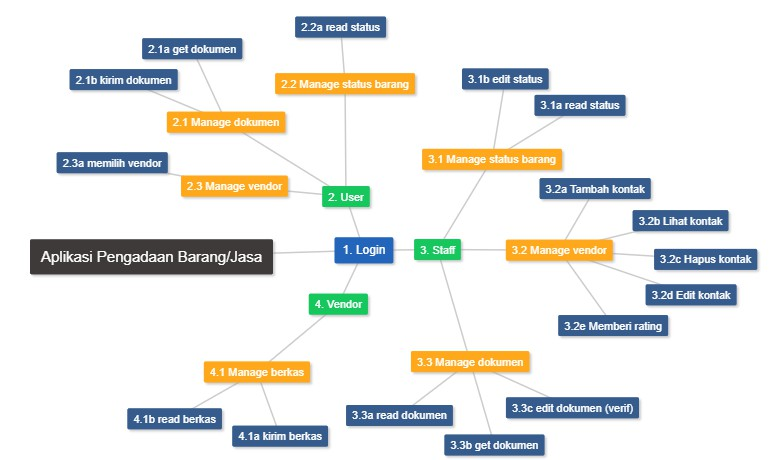 2.2a read status
2.1a get dokumen
2.1b kirim dokumen
2.2 Manage status barang
3.1b edit status
3.1a read status
2.1 Manage dokumen
3.1 Manage status barang
2.3a memilih vendor
2.3 Manage vendor
2. User
3.2a Tambah kontak
3.2b Lihat kontak
Aplikasi Pengadaan Barang/Jasa
1. Login
3. Staff
3.2 Manage vendor
3.2c Hapus kontak
3.2d Edit kontak
4. Vendor
3.2e Memberi rating
4.1 Manage berkas
3.3 Manage dokumen
4.1b read berkas
4.1a kirim berkas
3.3a read dokumen
3.3c edit dokumen (verif)
3.3b get dokumen